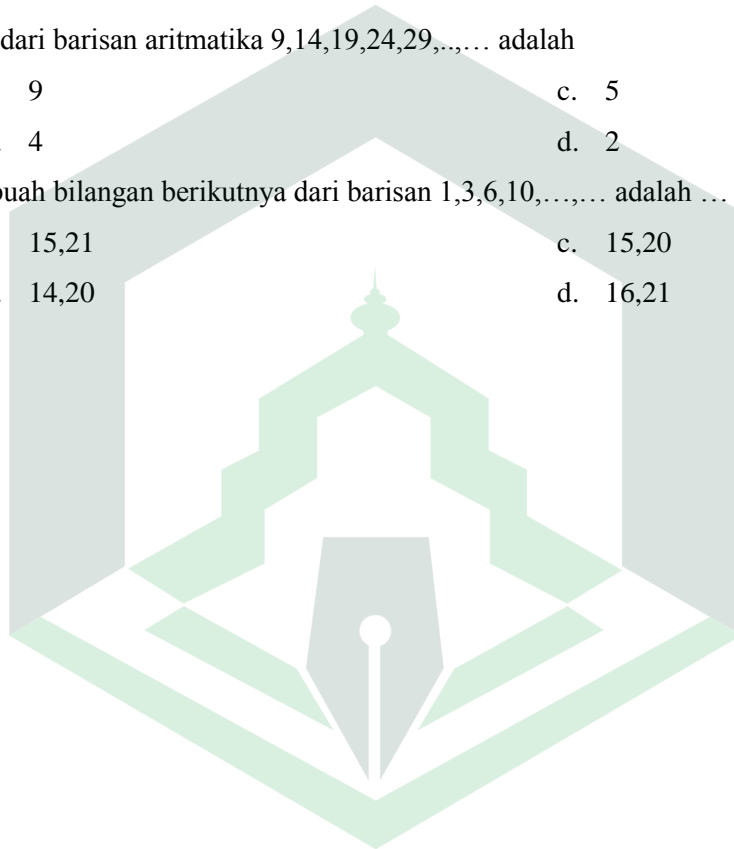 dari barisan aritmatika 9,14,19,24,29,..,… adalah
9 c. 5
4 d. 2
buah bilangan berikutnya dari barisan 1,3,6,10,…,… adalah …
15,21 c. 15,20
14,20 d. 16,21